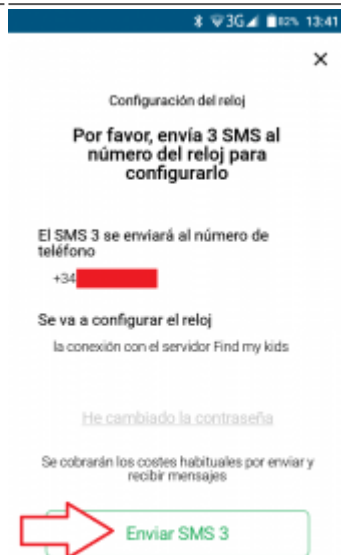 3G 82% 13:41
×
Configuración del reloj
Por favor, envía 3 SMS al
número del reloj para
configurarlo
El SMS 3 se enviará al número de
teléfono
+34
Se va a configurar el reloj
la conexión con el servidor Find my kids
He cambiado la contraseña
Se cobrarán los costes habituales por enviar y
recibir mensajes
Enviar SMS 3